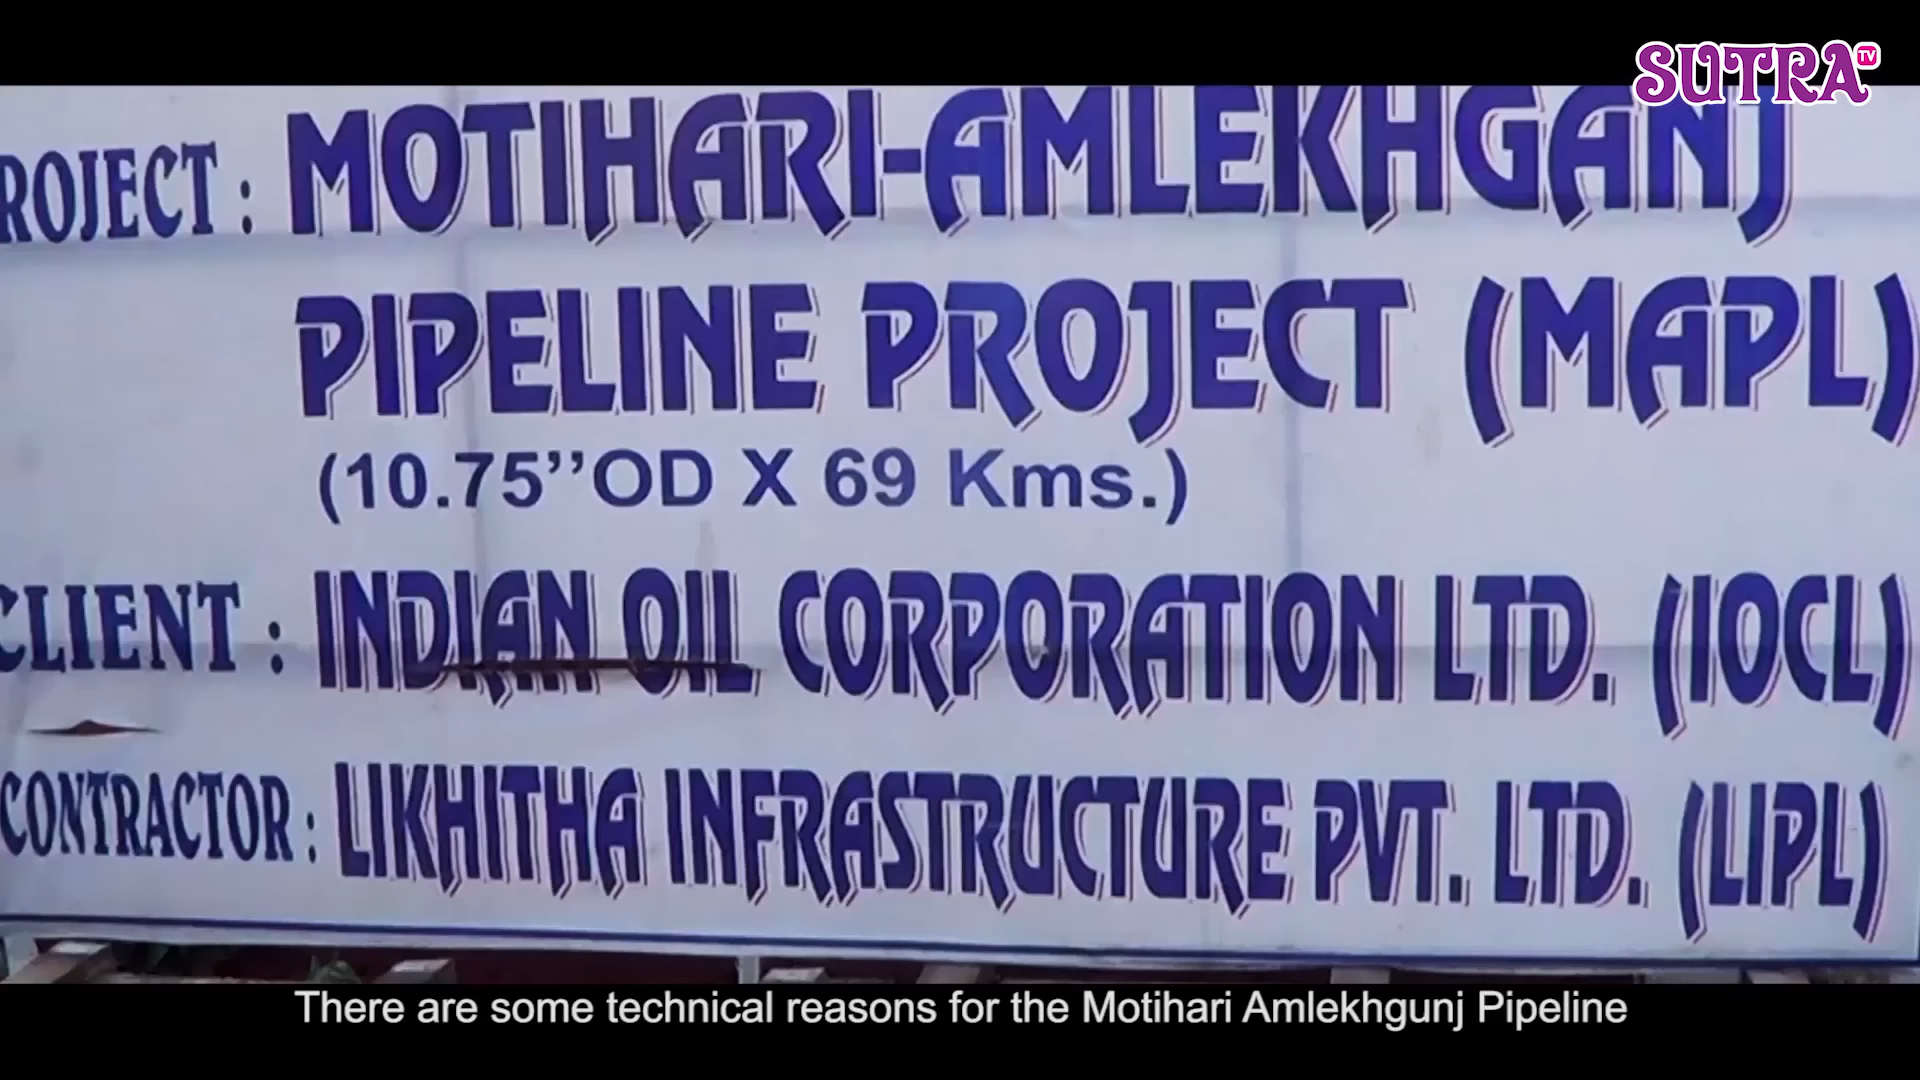 SUTRA TV
ROJECT : MOTIHARI-AMLEKHGANJ
PIPELINE PROJECT (MAPL)
(10.75’’OD X 69 Kms.)
CLIENT : INDIAN OIL CORPORATION LTD. (IOCL)
CONTRACTOR : LIKHITHA INFRASTRUCTURE PVT. LTD. (LIPL)
There are some technical reasons for the Motihari Amlekhgunj Pipeline